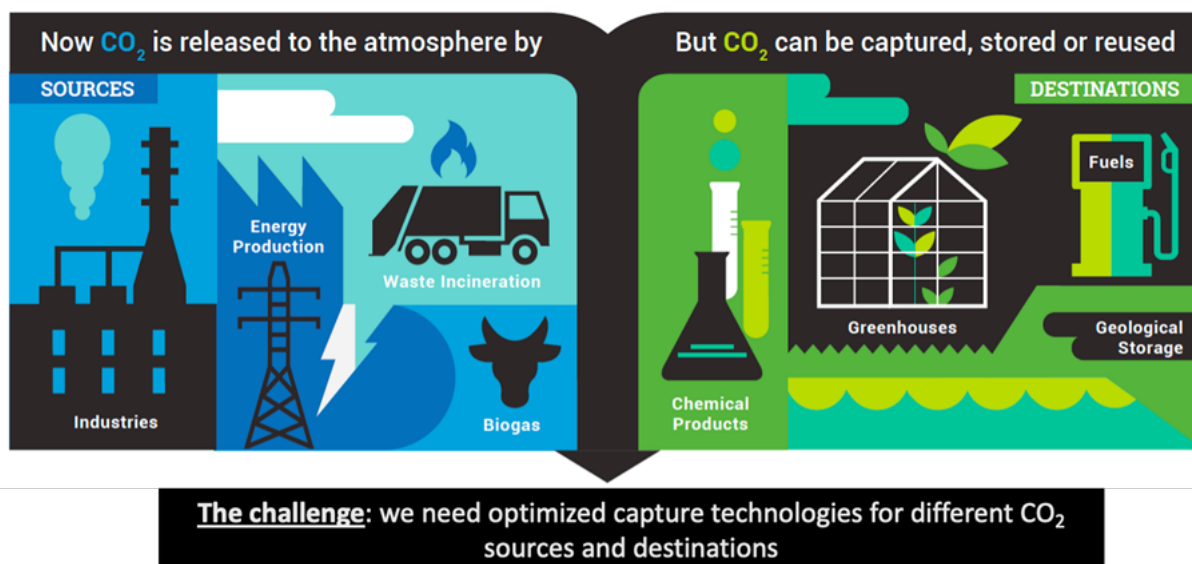 Now CO₂ is released to the atmosphere by
SOURCES
Energy
Production
Waste Incineration
Industries
Biogas
But CO₂ can be captured, stored or reused
DESTINATIONS
Fuels
Greenhouses
Geological
Storage
Chemical
Products
The challenge: we need optimized capture technologies for different CO₂
sources and destinations